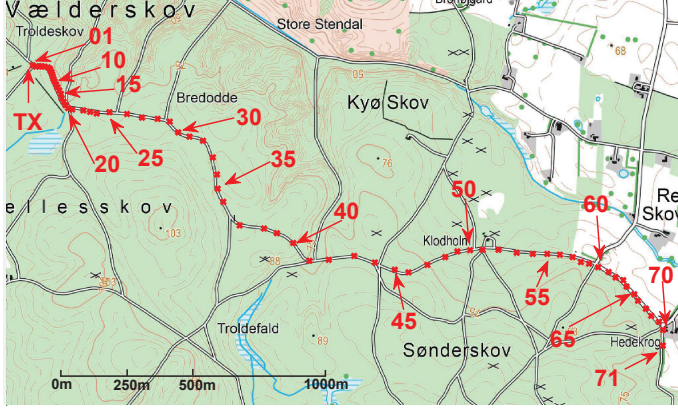 Vælderskov
Store Stendal
Troldeskov
01
68
10
50
15
Bredodde
Kyø Skov
30
TX
20
25
35
76
50
60
Re
Skov
ellesskov
40
103
Klodholm
88
70
45
55
Troldefald
65
89
Sønderskov
Hedekrog
71
0m
250m
500m
1000m
75